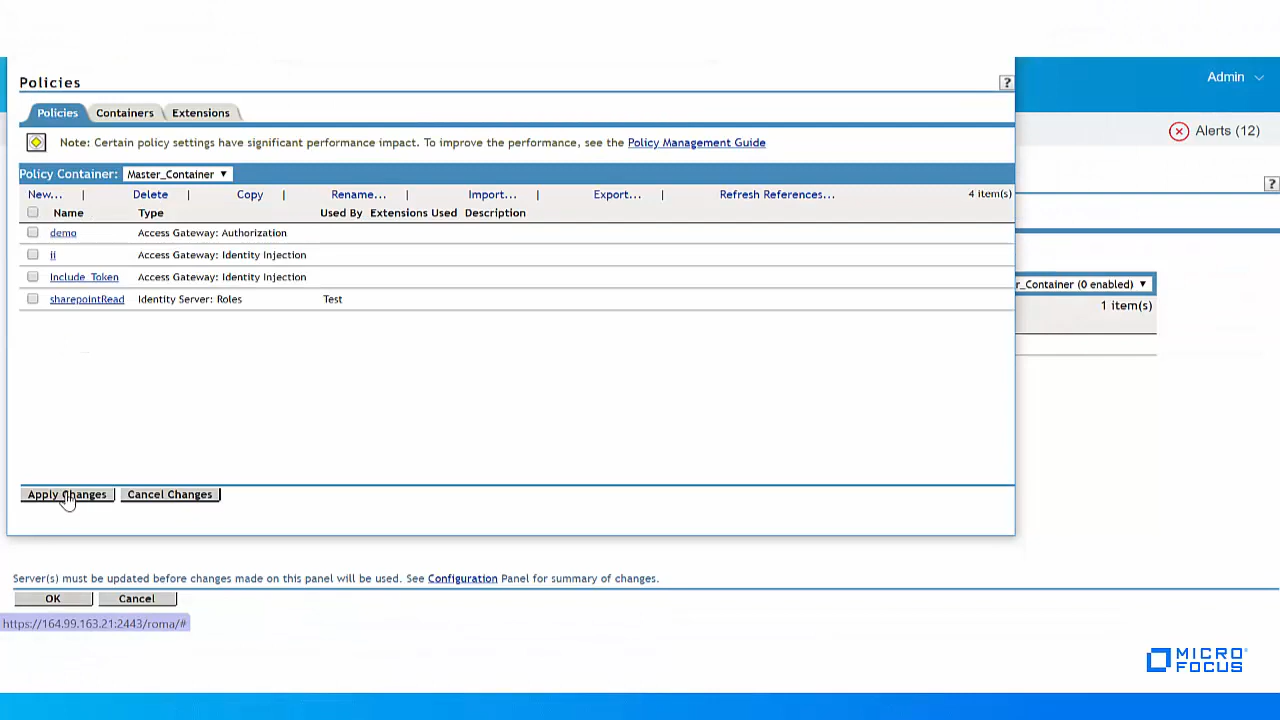 Admin
Policies
?
Policies Containers Extensions
Alerts (12)
Note: Certain policy settings have significant performance impact. To improve the performance, see the Policy Management Guide
Policy Container: Master_Container
?
New... | Delete | Copy | Rename... | Import... | Export... | Refresh References... 4 item(s)
Name Type Used By Extensions Used Description
demo Access Gateway: Authorization
ii Access Gateway: Identity Injection
Include_Token Access Gateway: Identity Injection
r_Container (0 enabled)
sharepointRead Identity Server: Roles Test
1 item(s)
Apply Changes Cancel Changes
Server(s) must be updated before changes made on this panel will be used. See Configuration Panel for summary of changes.
OK Cancel
https://164.99.163.21:2443/roma/#
MICRO
FOCUS